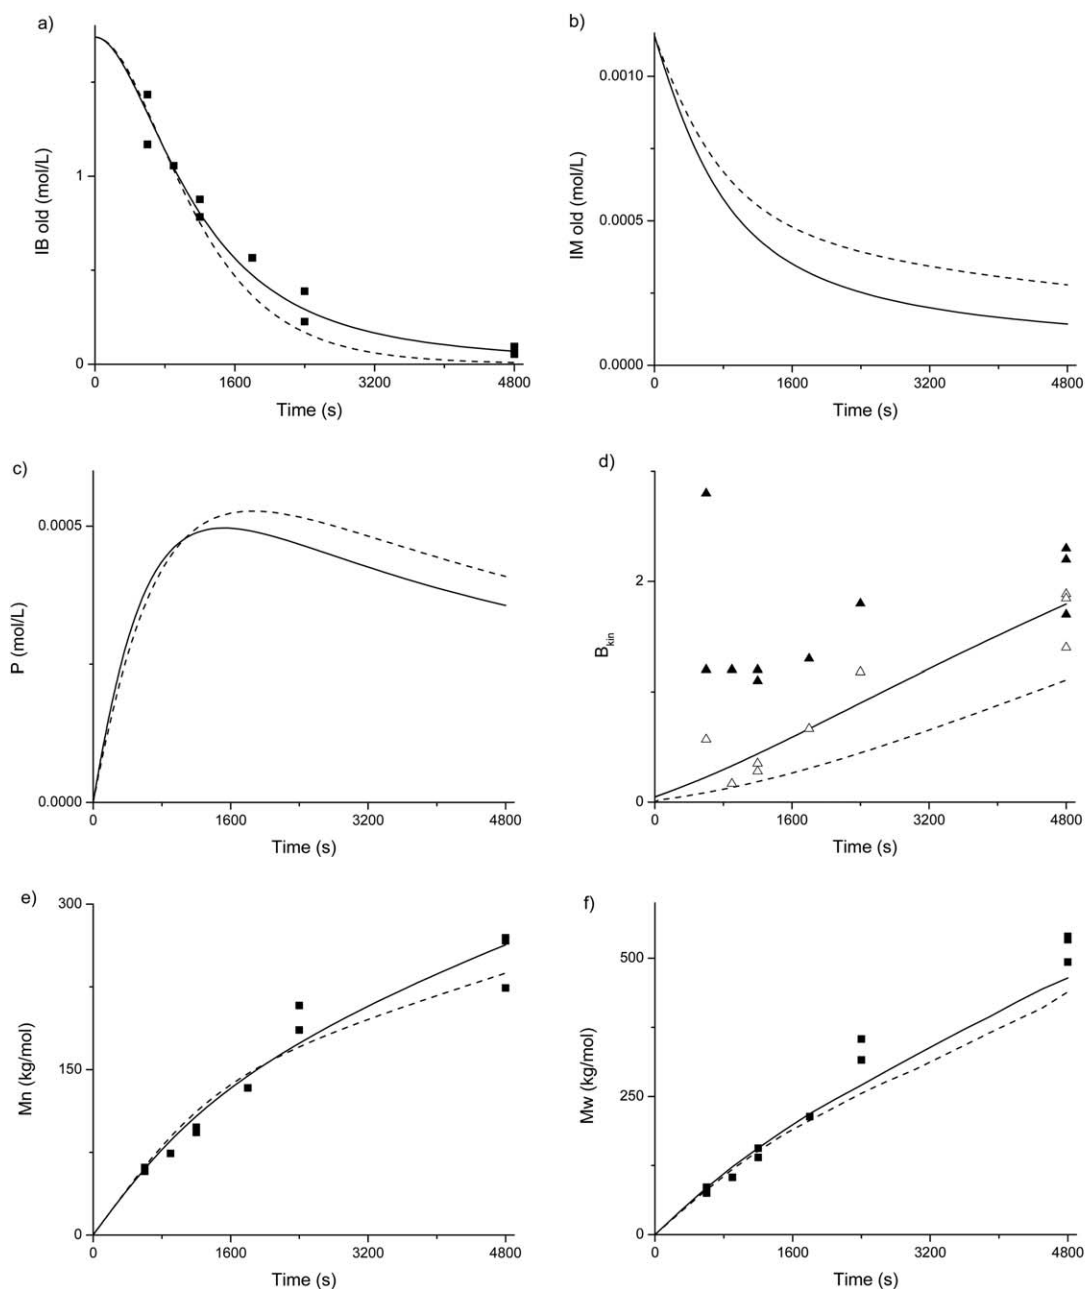 a)
IB old (mol/L)
1
0
0
1600
3200
4800
Time (s)
b)
IM old (mol/L)
0.0010
0.0005
0.0000
0
1600
3200
4800
Time (s)
c)
P (mol/L)
0.0005
0.0000
0
1600
3200
4800
Time (s)
d)
Bkin
2
0
0
1600
3200
4800
Time (s)
e)
Mn (kg/mol)
300
150
0
0
1600
3200
4800
Time (s)
f)
Mw (kg/mol)
500
250
0
0
1600
3200
4800
Time (s)